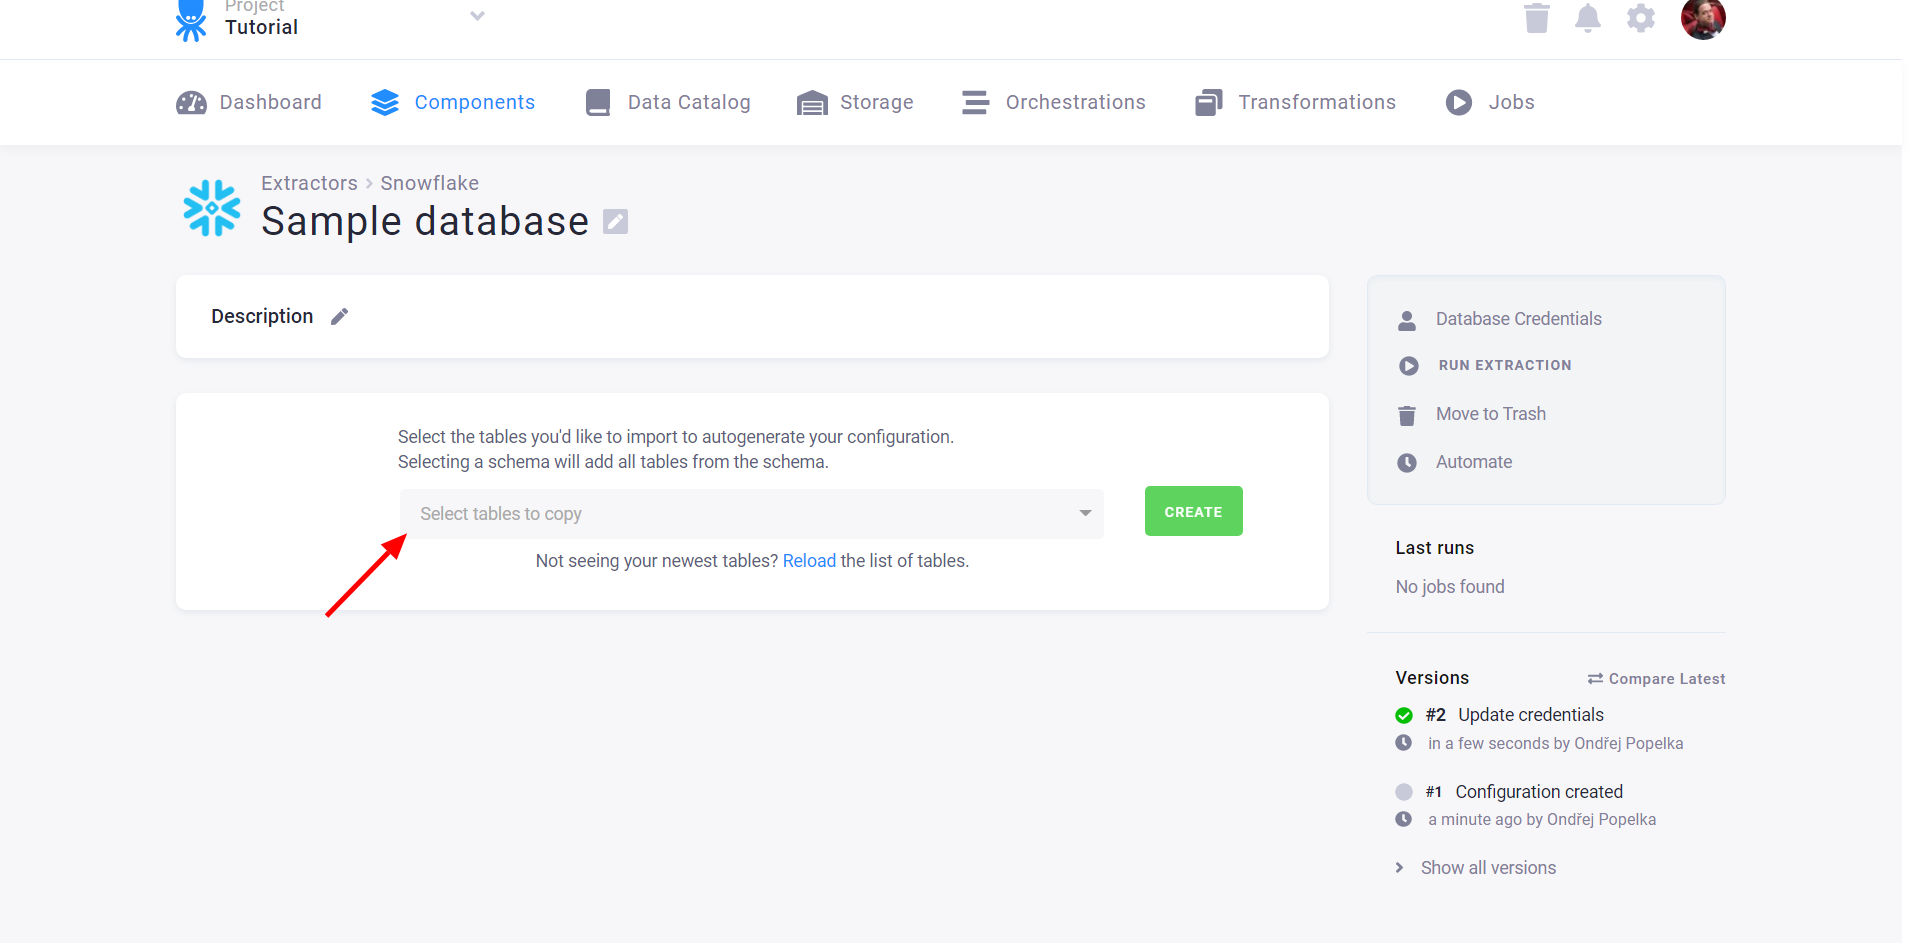 Project
Tutorial
Dashboard Components Data Catalog Storage Orchestrations Transformations Jobs
Extractors Snowflake
Sample database
Description
Select the tables you'd like to import to autogenerate your configuration.
Selecting a schema will add all tables from the schema.
Select tables to copy
CREATE
Not seeing your newest tables? Reload the list of tables.
Database Credentials
RUN EXTRACTION
Move to Trash
Automate
Last runs
No jobs found
Versions Compare Latest
#2 Update credentials
in a few seconds by Ondřej Popelka
#1 Configuration created
a minute ago by Ondřej Popelka
Show all versions